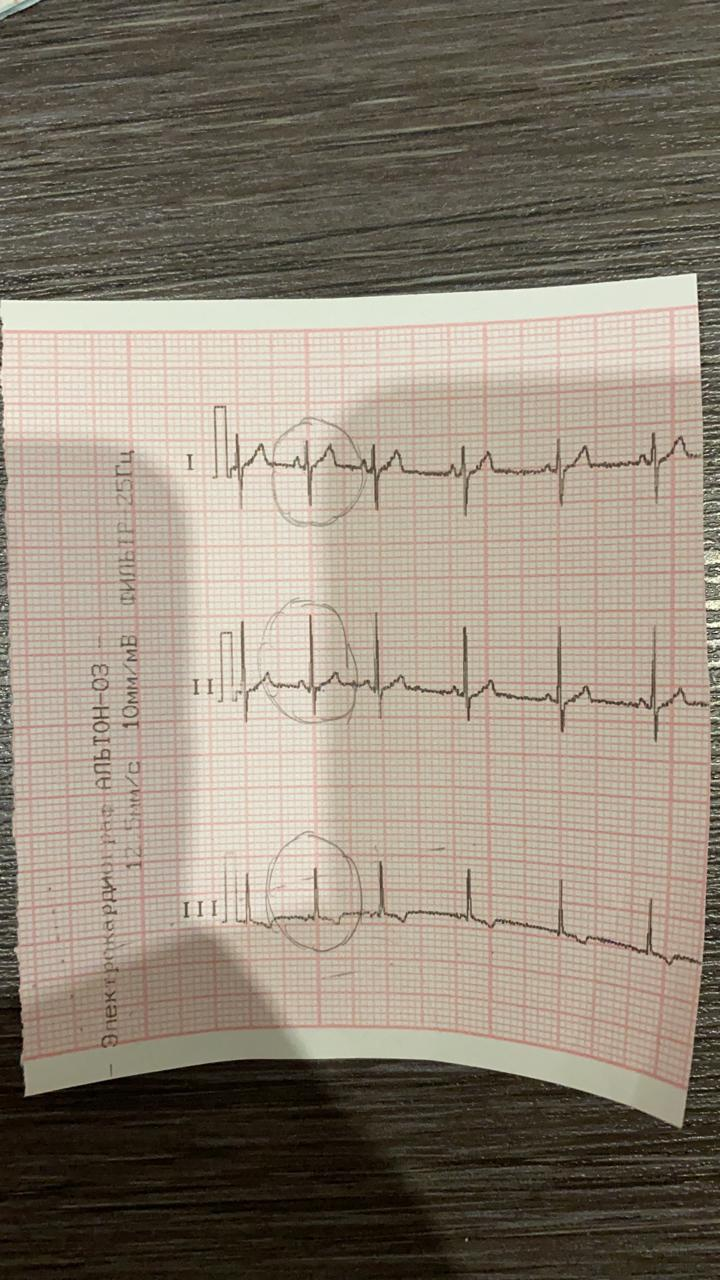 – Электрокардиограф АЛЬТОН-03 –
12.5мм/с 10мм/мВ ФИЛЬТР 25Гц
I
II
III